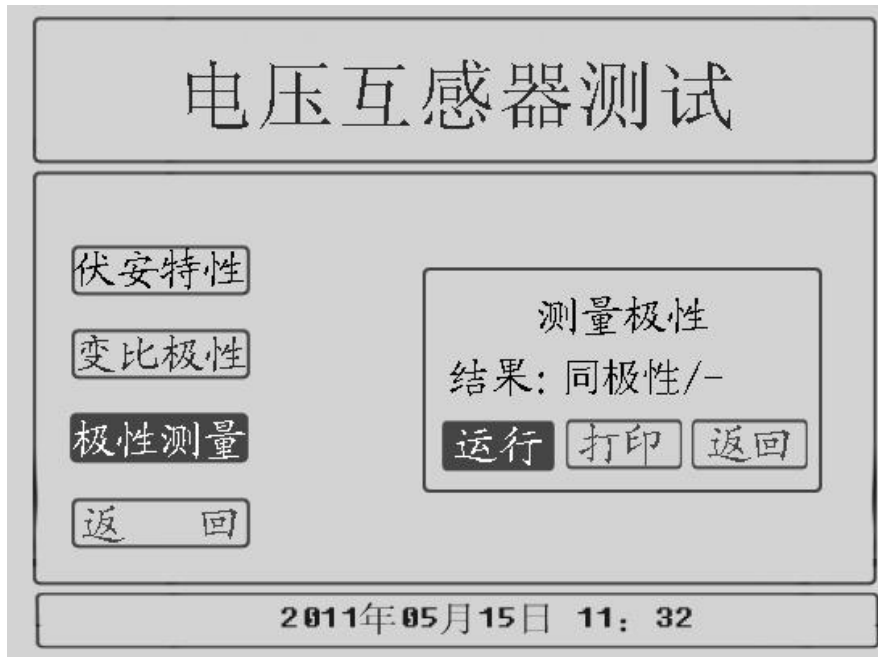 电压互感器测试
伏安特性
变比极性
极性测量
返 回
测量极性
结果: 同极性/-
运行 打印 返回
2011年05月15日 11: 32